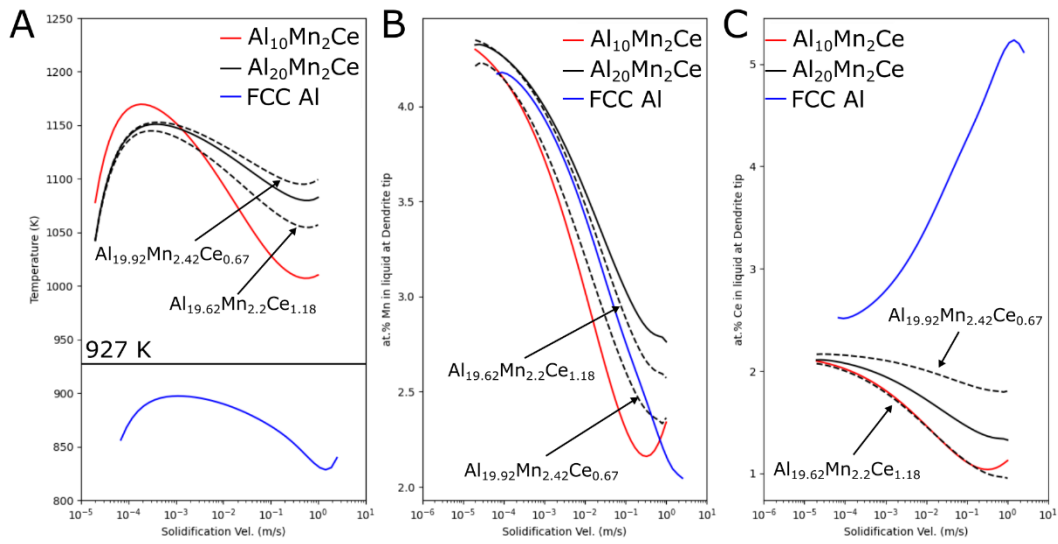 A
Al₁₀Mn₂Ce
Al₂₀Mn₂Ce
FCC Al
Al₁₉.₉₂Mn₂.₄₂Ce₀.₆₇
Al₁₉.₆₂Mn₂.₂Ce₁.₁₈
927 K
Temperature (K)
1250
1200
1150
1100
1050
1000
950
930
900
850
800
10⁻⁵ 10⁻⁴ 10⁻³ 10⁻² 10⁻¹ 10⁰ 10¹
Solidification Vel. (m/s)
B
Al₁₀Mn₂Ce
Al₂₀Mn₂Ce
FCC Al
Al₁₉.₆₂Mn₂.₂Ce₁.₁₈
Al₁₉.₉₂Mn₂.₄₂Ce₀.₆₇
at.% Mn in liquid at Dendrite tip
4.0
3.5
3.0
2.5
2.0
10⁻⁶ 10⁻⁵ 10⁻⁴ 10⁻³ 10⁻² 10⁻¹ 10⁰ 10¹
Solidification Vel. (m/s)
C
Al₁₀Mn₂Ce
Al₂₀Mn₂Ce
FCC Al
Al₁₉.₉₂Mn₂.₄₂Ce₀.₆₇
Al₁₉.₆₂Mn₂.₂Ce₁.₁₈
at.% Ce in liquid at Dendrite tip
5
4
3
2
1
10⁻⁶ 10⁻⁵ 10⁻⁴ 10⁻³ 10⁻² 10⁻¹ 10⁰ 10¹
Solidification Vel. (m/s)